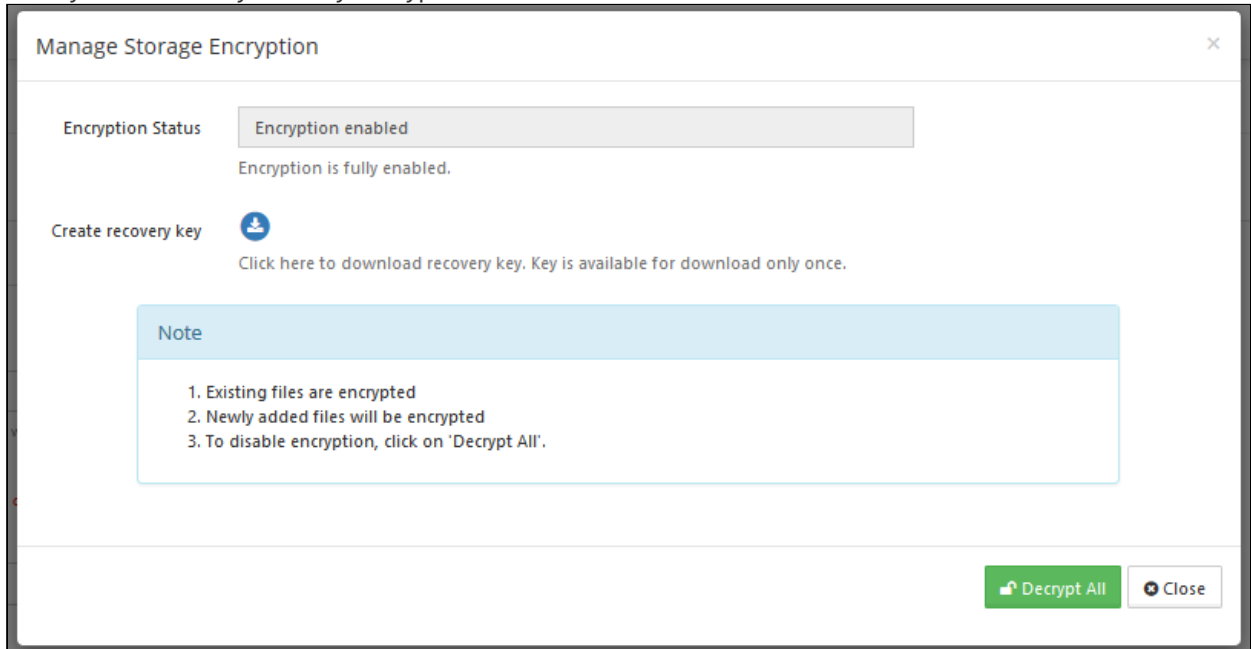 Manage Storage Encryption
×
Encryption Status
Encryption enabled
Encryption is fully enabled.
Create recovery key
Click here to download recovery key. Key is available for download only once.
Note
1. Existing files are encrypted
2. Newly added files will be encrypted
3. To disable encryption, click on 'Decrypt All'.
Decrypt All
Close